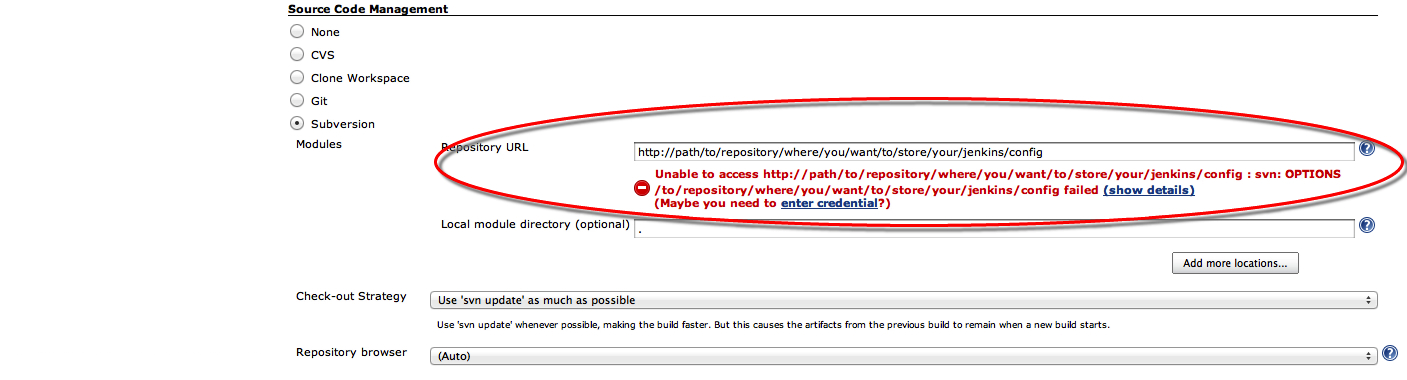 Source Code Management
None
CVS
Clone Workspace
Git
Subversion
Modules
Repository URL
http://path/to/repository/where/you/want/to/store/your/jenkins/config
?
Unable to access http://path/to/repository/where/you/want/to/store/your/jenkins/config : svn: OPTIONS
/to/repository/where/you/want/to/store/your/jenkins/config failed (show details)
(Maybe you need to enter credential?)
Local module directory (optional)
.
?
Add more locations...
Check-out Strategy
Use 'svn update' as much as possible
Use 'svn update' whenever possible, making the build faster. But this causes the artifacts from the previous build to remain when a new build starts.
Repository browser
(Auto)
?